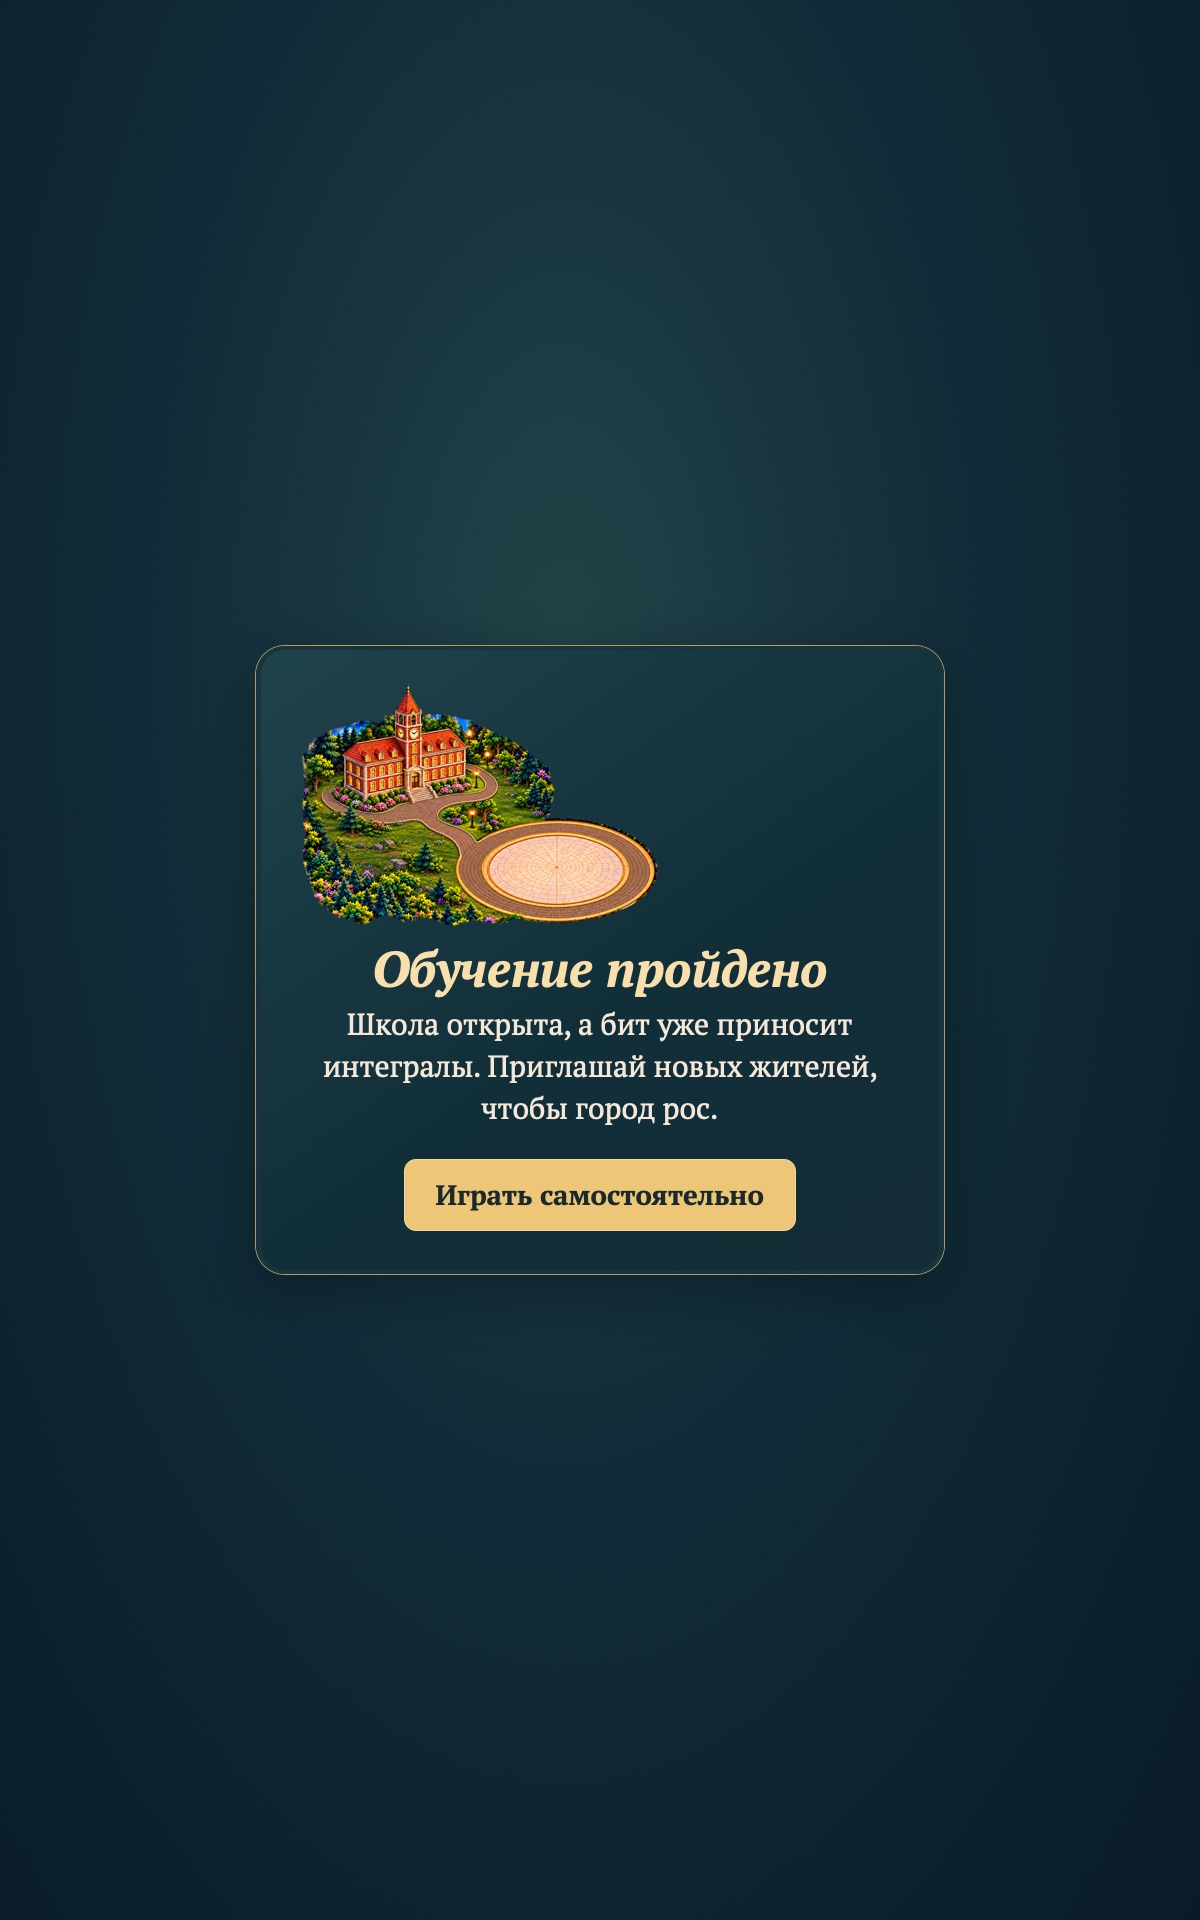 Обучение пройдено
Школа открыта, а бит уже приносит
интегралы. Приглашай новых жителей,
чтобы город рос.
Играть самостоятельно